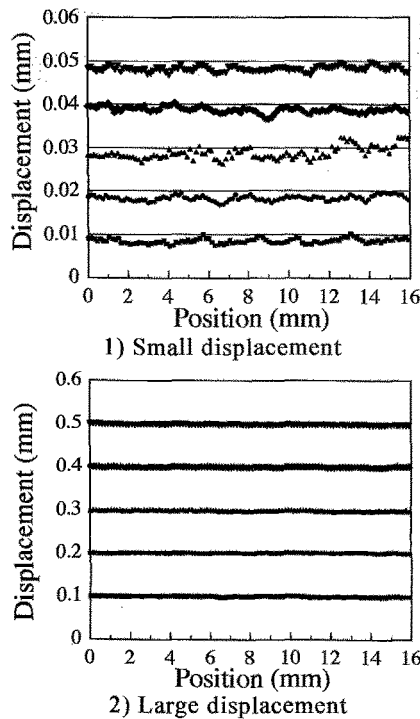 Displacement (mm)
0.06
0.05
0.04
0.03
0.02
0.01
0
0 2 4 6 8 10 12 14 16
Position (mm)
1) Small displacement
Displacement (mm)
0.6
0.5
0.4
0.3
0.2
0.1
0
0 2 4 6 8 10 12 14 16
Position (mm)
2) Large displacement